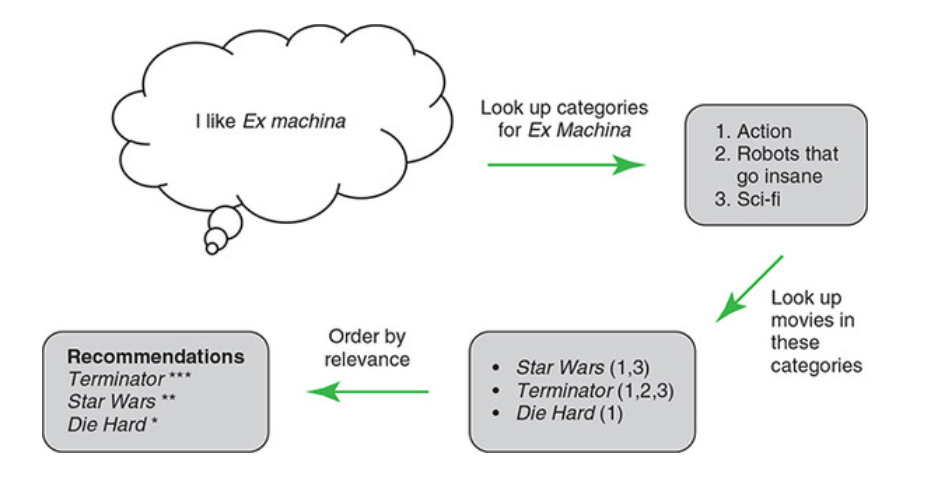 I like Ex machina
Look up categories
for Ex Machina
1. Action
2. Robots that
go insane
3. Sci-fi
Look up
movies in
these
categories
• Star Wars (1,3)
• Terminator (1,2,3)
• Die Hard (1)
Order by
relevance
Recommendations
Terminator ***
Star Wars **
Die Hard *